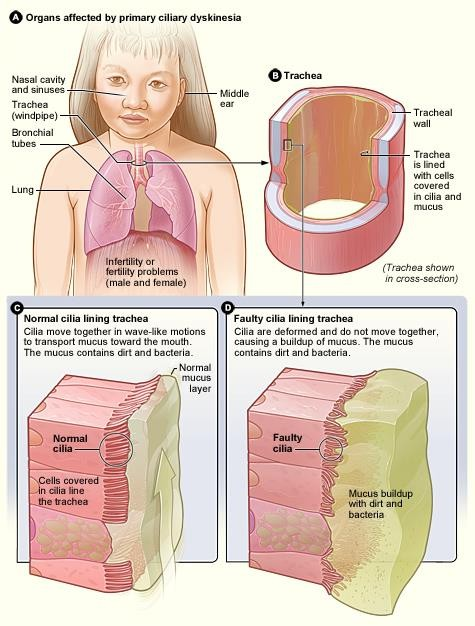 A Organs affected by primary ciliary dyskinesia
Nasal cavity
and sinuses
Trachea
(windpipe)
Bronchial
tubes
Lung
Middle
ear
Infertility or
fertility problems
(male and female)
B Trachea
Tracheal
wall
Trachea
is lined
with cells
covered
in cilia and
mucus
(Trachea shown
in cross-section)
C Normal cilia lining trachea
Cilia move together in wave-like motions
to transport mucus toward the mouth.
The mucus contains dirt and bacteria.
Normal
mucus
layer
Normal
cilia
Cells covered
in cilia line
the trachea
D Faulty cilia lining trachea
Cilia are deformed and do not move together,
causing a buildup of mucus. The mucus
contains dirt and bacteria.
Faulty
cilia
Mucus buildup
with dirt and
bacteria